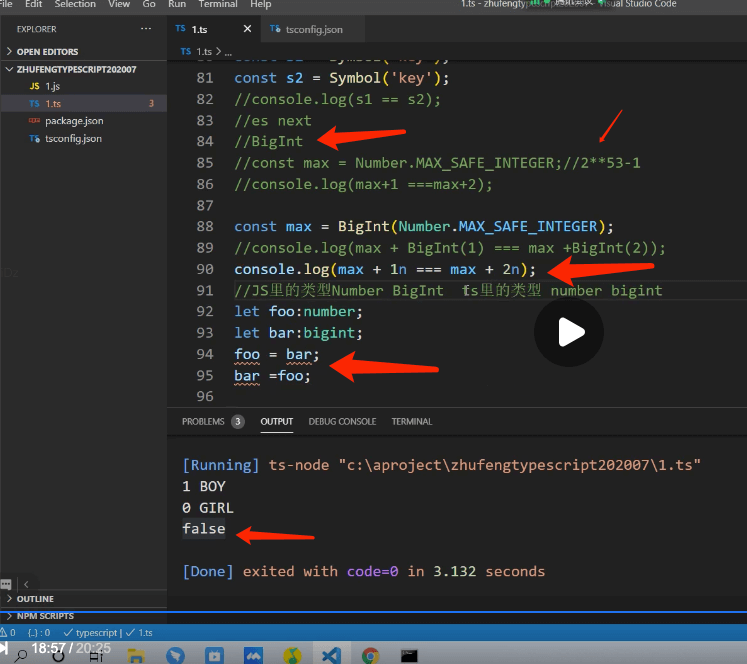 File Edit Selection View Go Run Terminal Help
1.ts - zhufengtypescript Visual Studio Code
EXPLORER
OPEN EDITORS
ZHUFENGTYPESCRIPT202007
JS 1.js
TS 1.ts 3
package.json
tsconfig.json
TS 1.ts
tsconfig.json
TS 1.ts > ...
81 const s2 = Symbol('key');
82 //console.log(s1 == s2);
83 //es next
84 //BigInt
85 //const max = Number.MAX_SAFE_INTEGER;//2**53-1
86 //console.log(max+1 ===max+2);
87
88 const max = BigInt(Number.MAX_SAFE_INTEGER);
89 //console.log(max + BigInt(1) === max +BigInt(2));
90 console.log(max + 1n === max + 2n);
91 //JS里的类型Number BigInt ts里的类型 number bigint
92 let foo:number;
93 let bar:bigint;
94 foo = bar;
95 bar =foo;
96
PROBLEMS 3 OUTPUT DEBUG CONSOLE TERMINAL
[Running] ts-node "c:\aproject\zhufengtypescript202007\1.ts"
1 BOY
0 GIRL
false
[Done] exited with code=0 in 3.132 seconds
OUTLINE
NPM SCRIPTS
0 {..} : 0 typescript | 1.ts
18:57 / 20:25